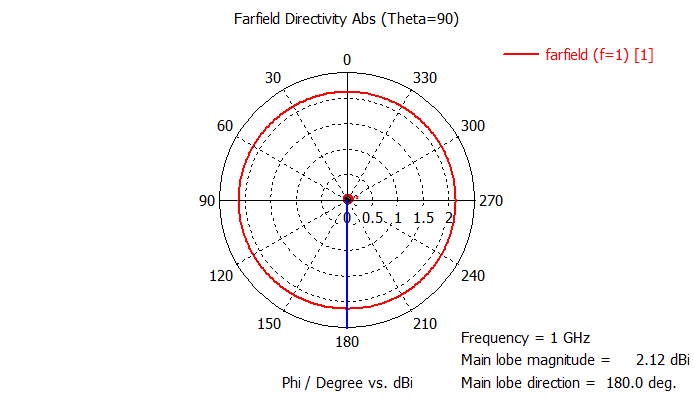 Farfield Directivity Abs (Theta=90)
farfield (f=1) [1]
0
30 330
60 300
90 270
0 0.5 1 1.5 2
120 240
150 210
180
Frequency = 1 GHz
Main lobe magnitude = 2.12 dBi
Phi / Degree vs. dBi
Main lobe direction = 180.0 deg.